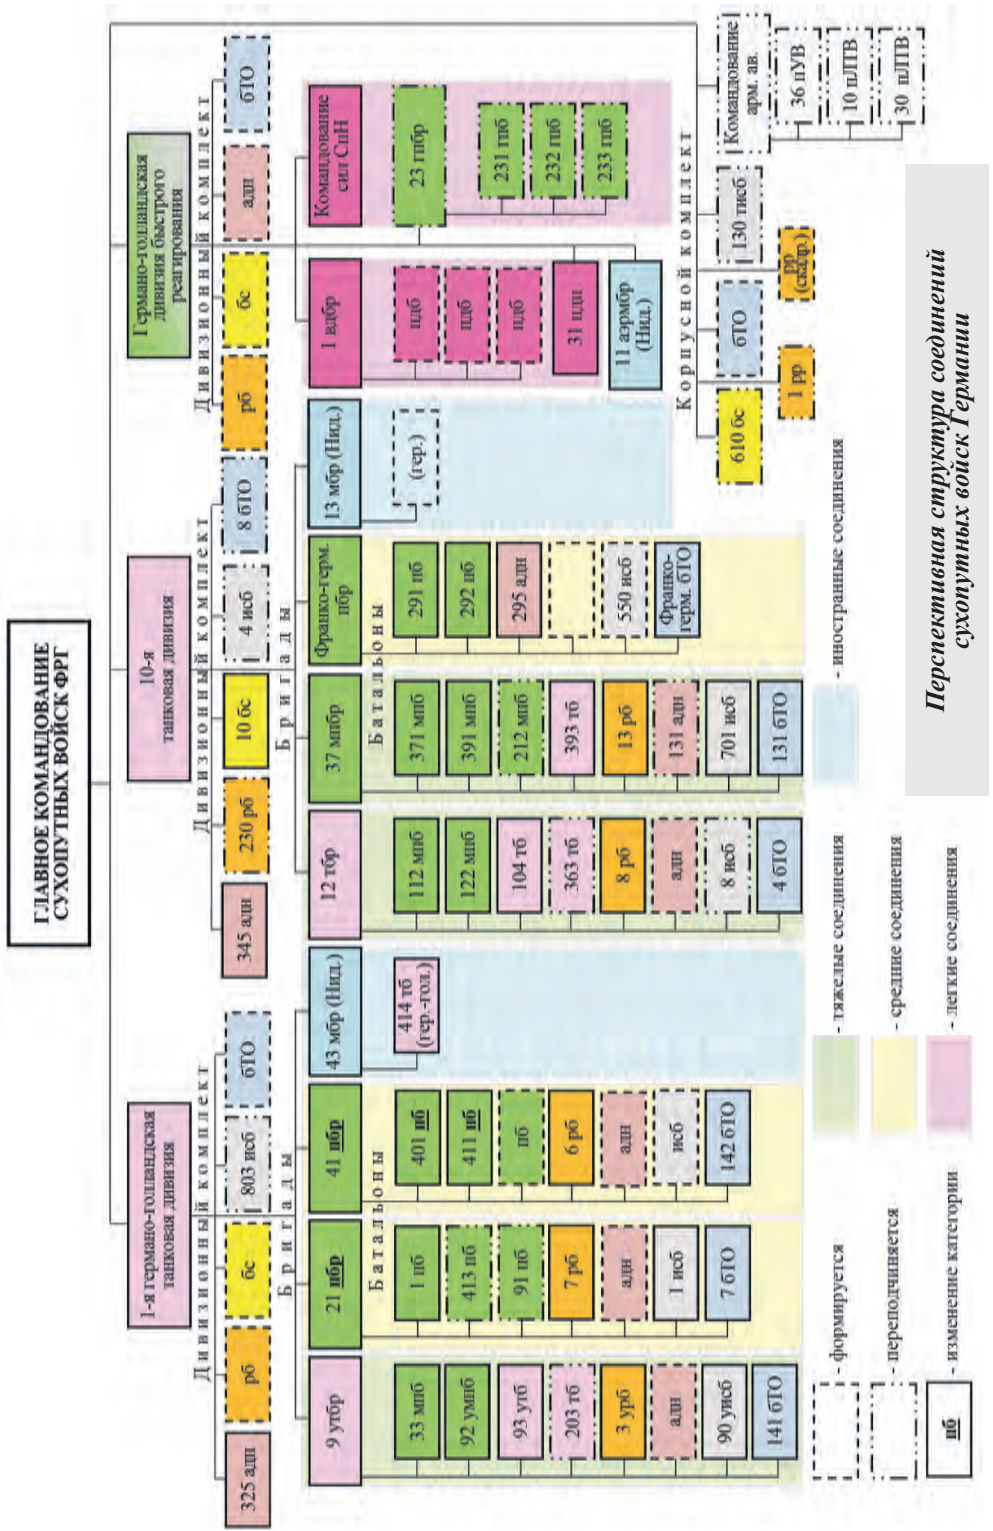 ГЛАВНОЕ КОМАНДОВАНИЕ
СУХОПУТНЫХ ВОЙСК ФРГ
1-я германо-голландская
танковая дивизия
10-я
танковая дивизия
Германо-голландская
дивизия быстрого
реагирования
Дивизионный комплект
325 адн
рб
бс
803 исб
бТО
Дивизионный комплект
345 адн
230 рб
10 бс
4 исб
8 бТО
Дивизионный комплект
рб
бс
адн
бТО
Бригады
9 утбр
21 пбр
41 пбр
43 мбр (Нид.)
Бригады
12 тбр
37 мпбр
Франко-герм.
пбр
13 мбр (Нид.)
1 вдбр
Командование
сил СпН
Батальоны
33 мпб
92 умпб
93 утб
203 тб
3 урб
адн
90 уисб
141 бТО
1 пб
413 пб
91 пб
7 рб
адн
1 исб
7 бТО
401 пб
411 пб
пб
6 рб
адн
исб
142 бТО
414 тб
(гер.-гол.)
Батальоны
112 мпб
122 мпб
104 тб
363 тб
8 рб
адн
8 исб
4 бТО
371 мпб
391 мпб
212 мпб
393 тб
13 рб
131 адн
701 исб
131 бТО
291 пб
292 пб
295 адн
550 исб
Франко-
герм. бТО
(гер.)
пдб
пдб
пдб
31 пдп
11 аэрмбр
(Нид.)
23 гпбр
231 гпб
232 гпб
233 гпб
Корпусной комплект
610 бс
бТО
130 тисб
Командование
арм. ав.
1 рр
рр
(скадр.)
36 пУВ
10 пЛТВ
30 пЛТВ
- формируется
- переподчиняется
пб
- изменение категории
- тяжелые соединения
- средние соединения
- легкие соединения
- иностранные соединения
Перспективная структура соединений
сухопутных войск Германии